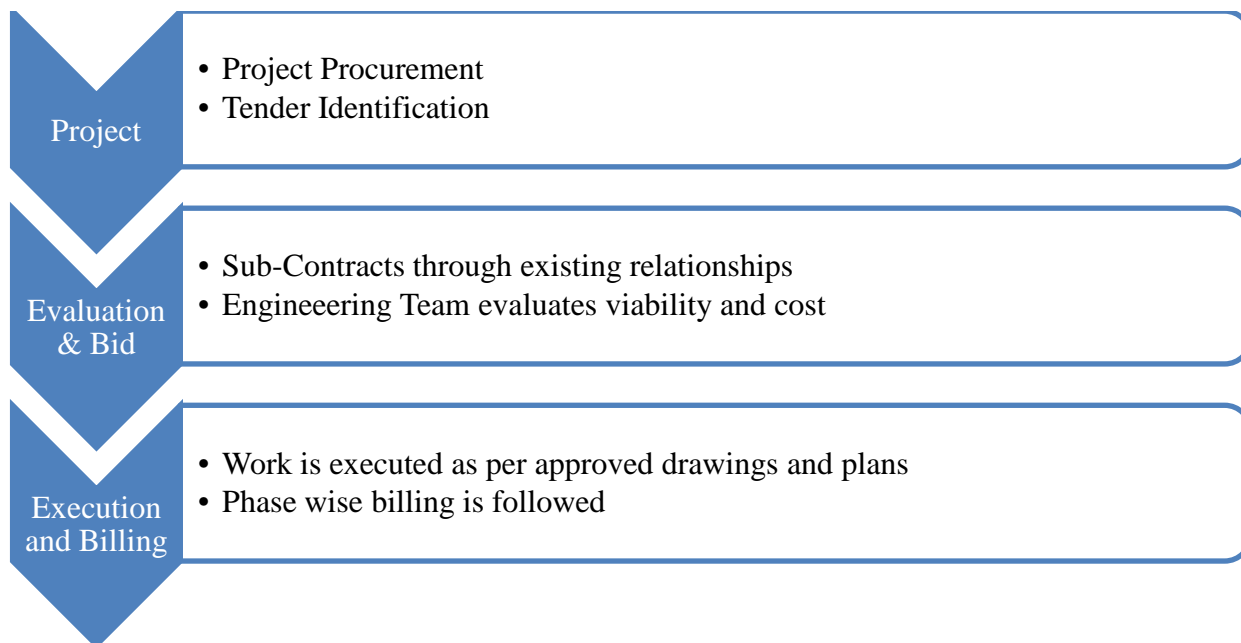 Project
• Project Procurement
• Tender Identification
Evaluation
& Bid
• Sub-Contracts through existing relationships
• Engineeering Team evaluates viability and cost
Execution
and Billing
• Work is executed as per approved drawings and plans
• Phase wise billing is followed